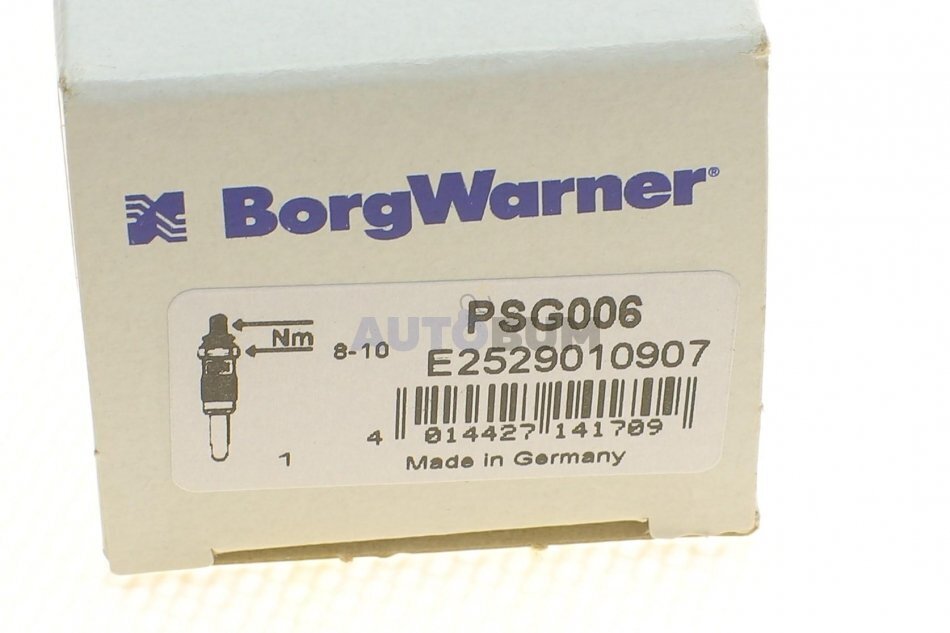 BorgWarner®
PSG006
AUTOBUM
Nm
8-10
E2529010907
1
4 014427 141709
Made in Germany